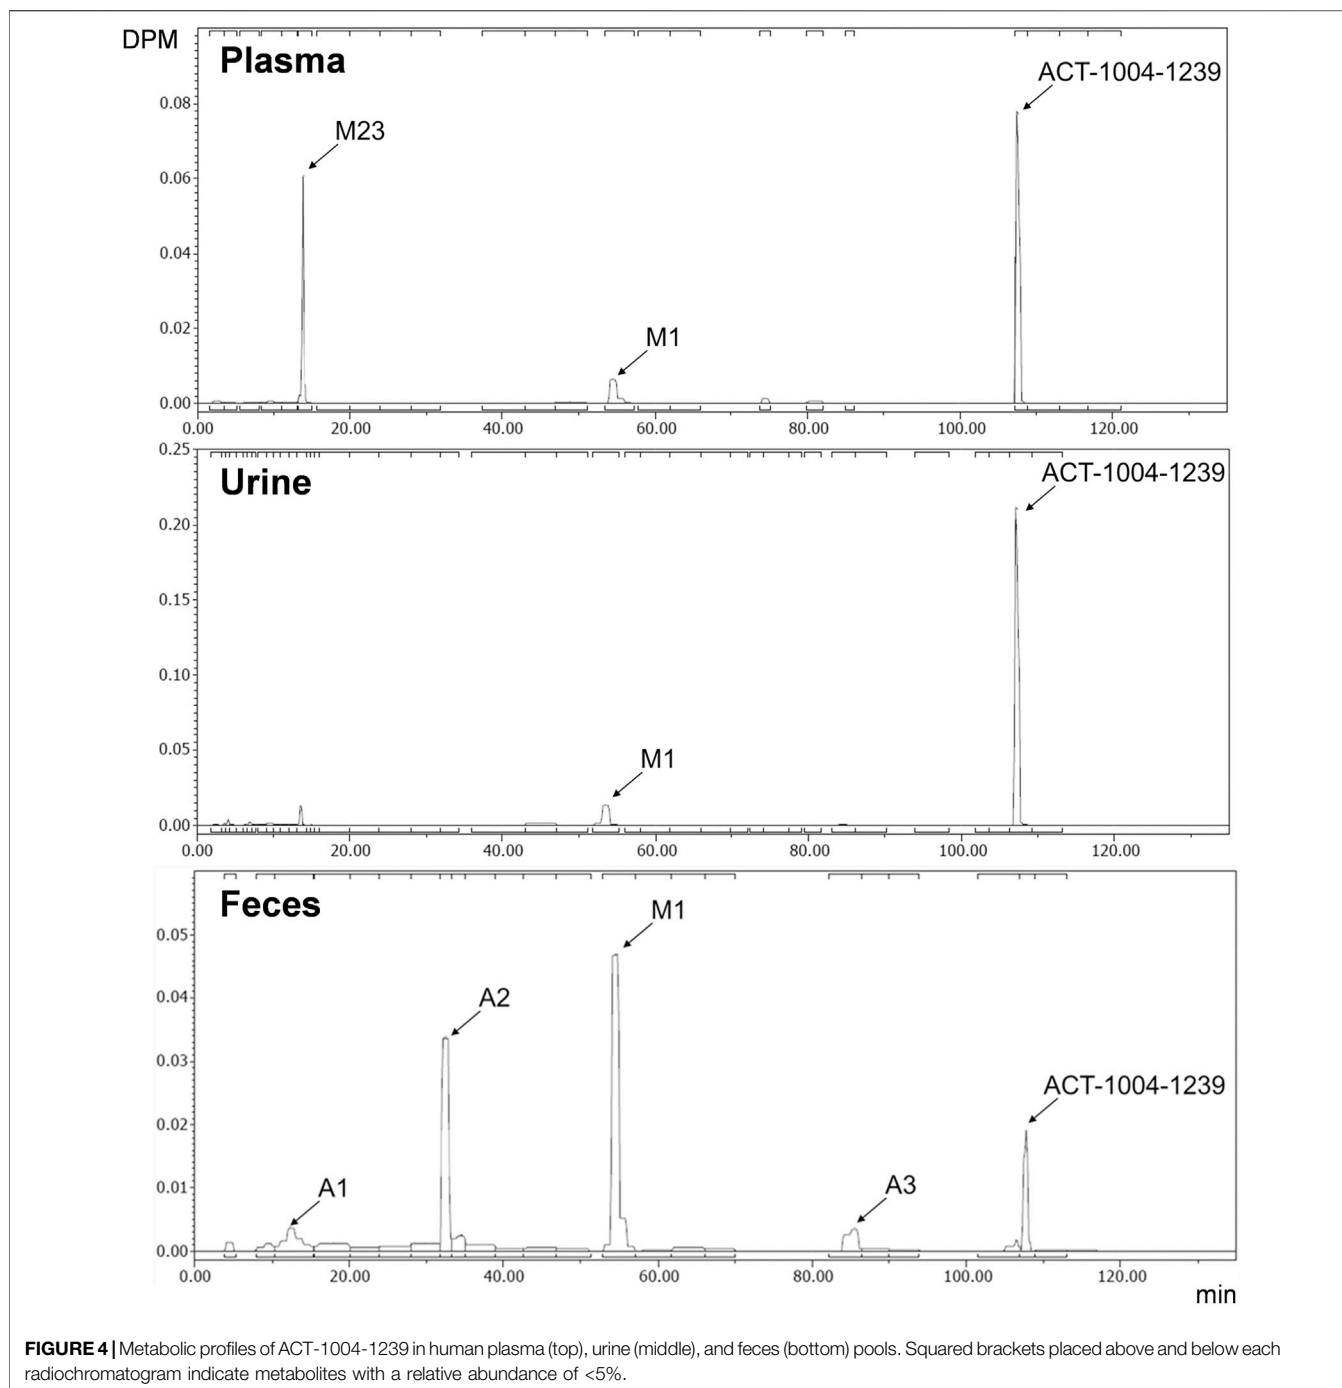 DPM
Plasma
ACT-1004-1239
M23
M1
0.08
0.06
0.04
0.02
0.00
0.00 20.00 40.00 60.00 80.00 100.00 120.00
Urine
ACT-1004-1239
M1
0.25
0.20
0.15
0.10
0.05
0.00
0.00 20.00 40.00 60.00 80.00 100.00 120.00
Feces
M1
A2
ACT-1004-1239
A1
A3
0.05
0.04
0.03
0.02
0.01
0.00
0.00 20.00 40.00 60.00 80.00 100.00 120.00
min
FIGURE 4 | Metabolic profiles of ACT-1004-1239 in human plasma (top), urine (middle), and feces (bottom) pools. Squared brackets placed above and below each
radiochromatogram indicate metabolites with a relative abundance of <5%.